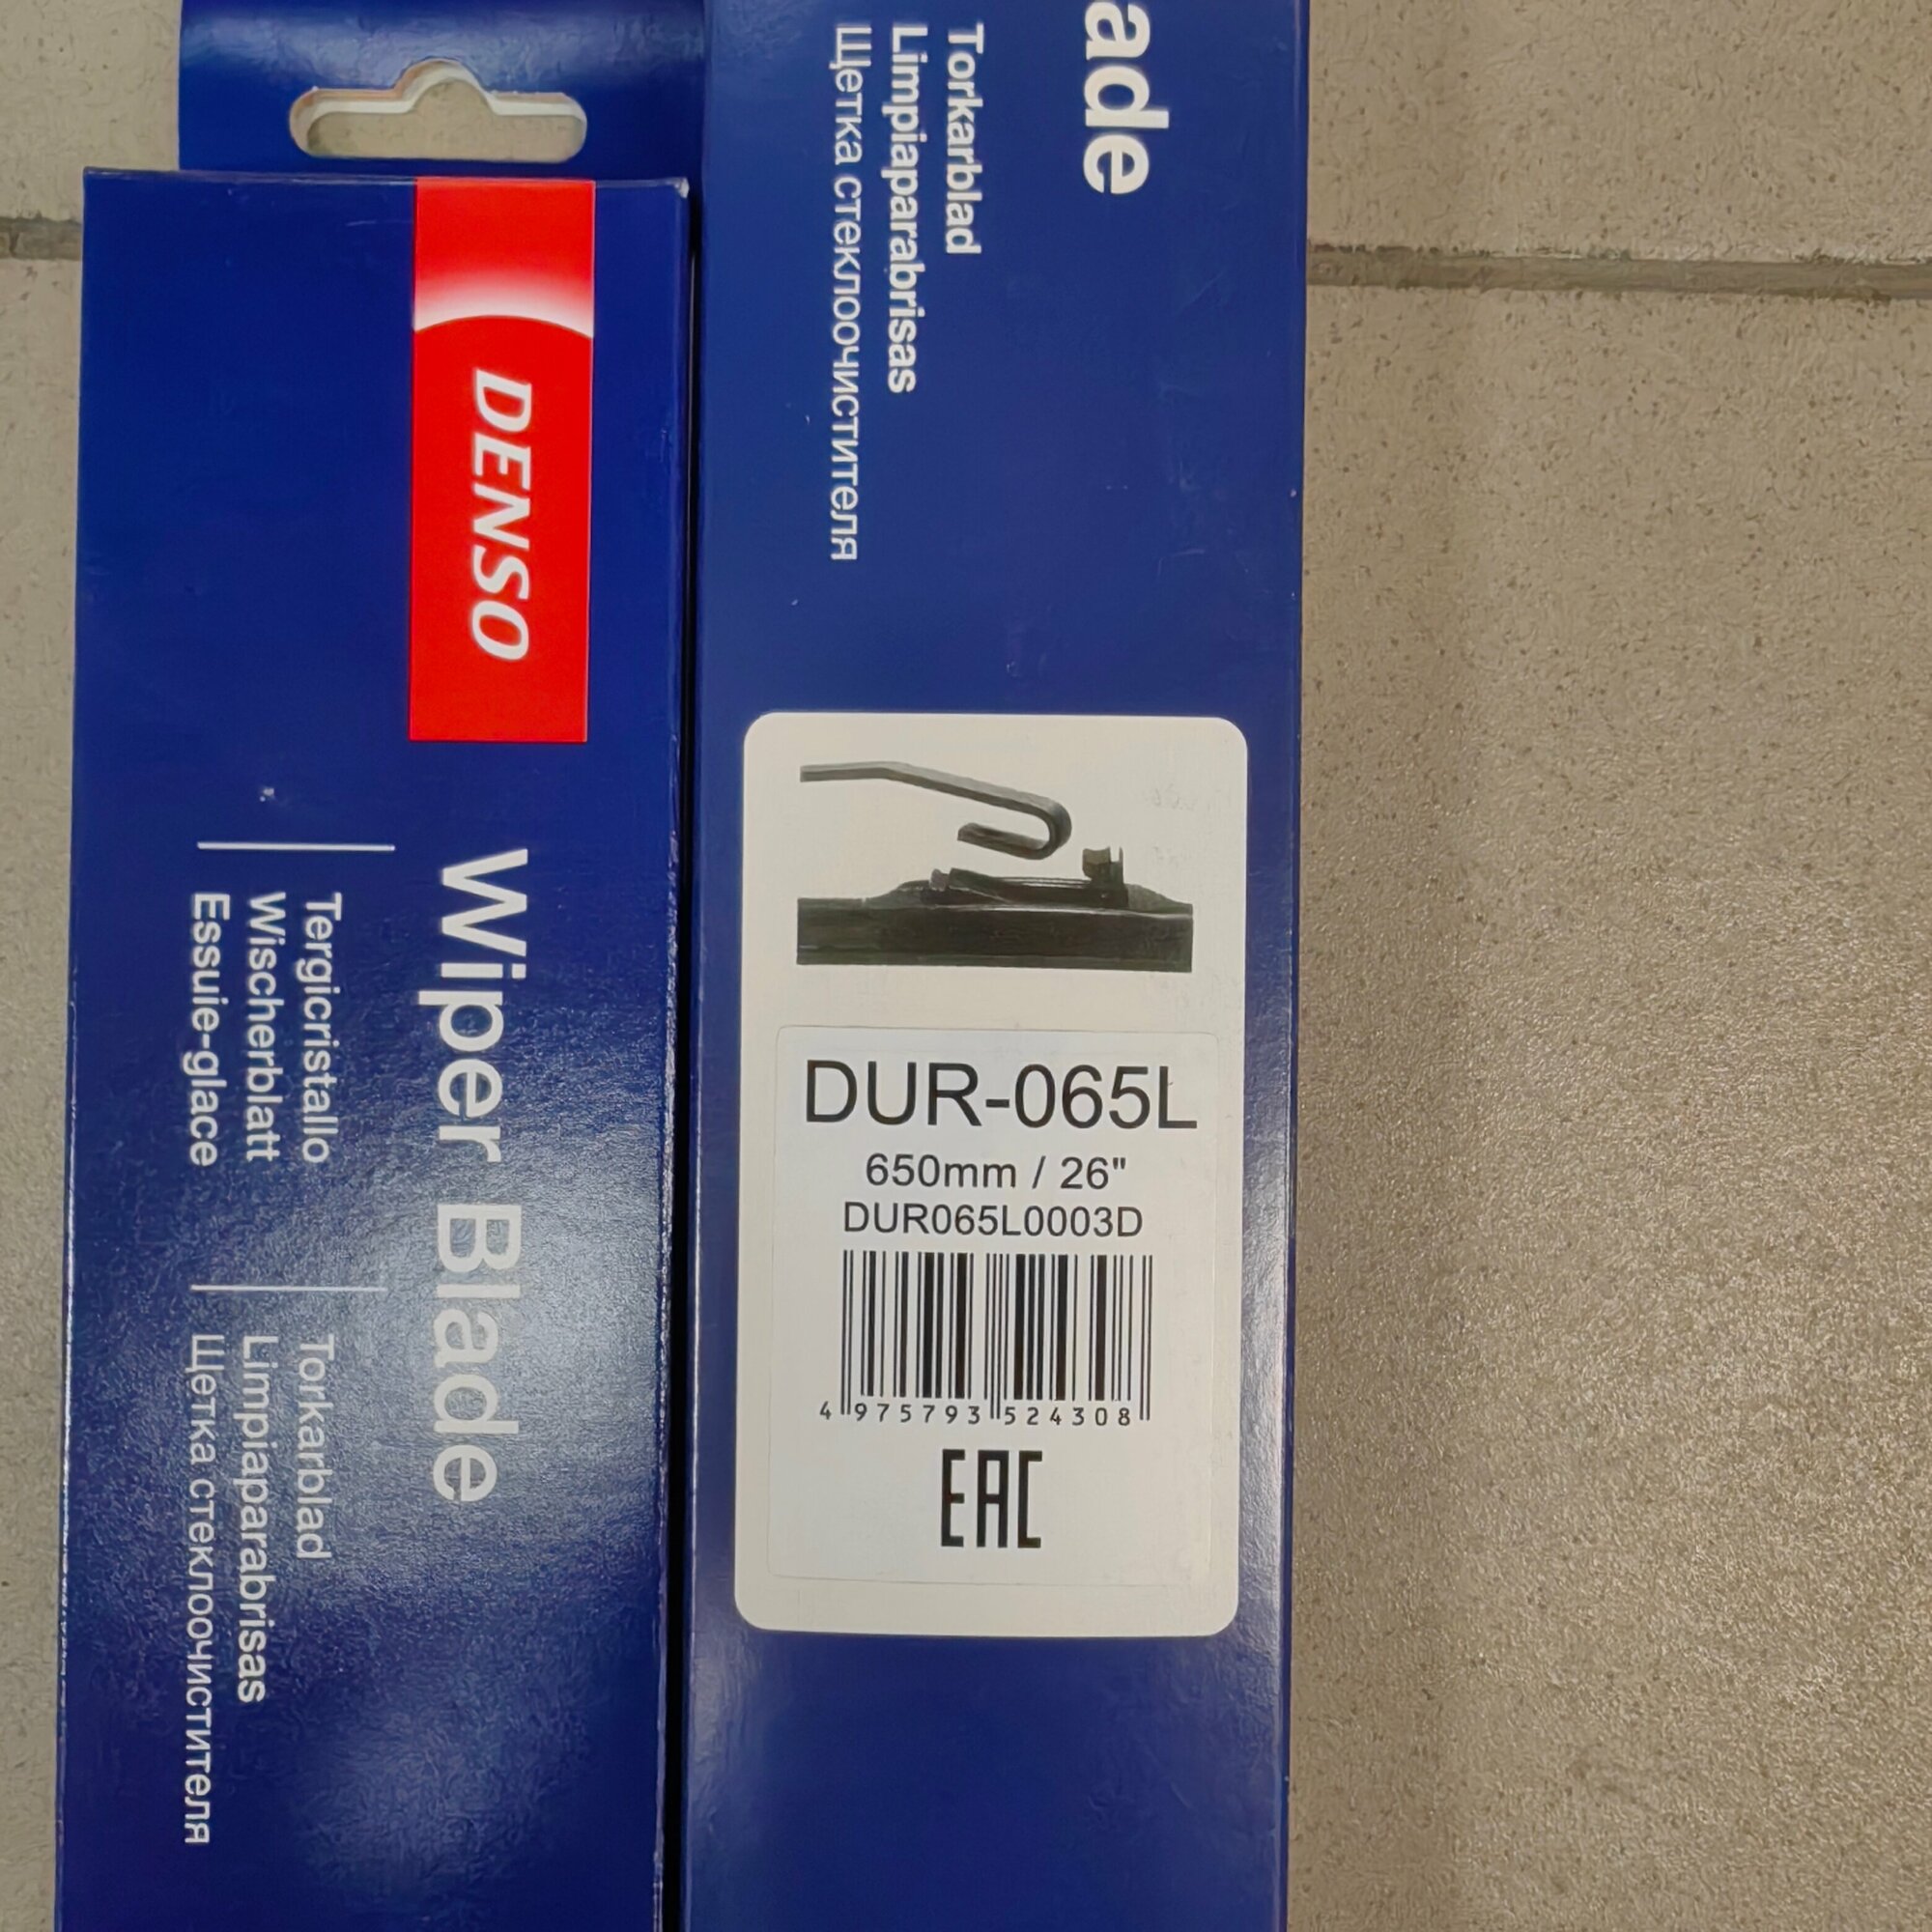 DENSO
Wiper Blade
Tergicristallo
Wischerblatt
Essuie-glace
Torkarblad
Limpiaparabrisas
Щетка стеклоочистителя
ade
Torkarblad
Limpiaparabrisas
Щетка стеклоочистителя
DUR-065L
650mm / 26"
DUR065L0003D
4 975793 524308
EAC